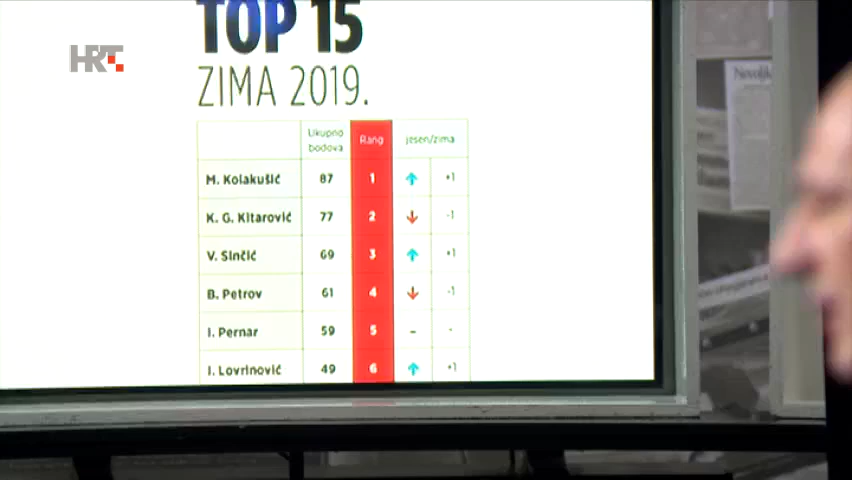 HRT
TOP 15
ZIMA 2019.
Ukupno bodova Rang jesen/zima
M. Kolakušić 87 1 ↑ +1
K. G. Kitarović 77 2 ↓ -1
V. Sinčić 69 3 ↑ +1
B. Petrov 61 4 ↓ -1
I. Pernar 59 5 - -
I. Lovrinović 49 6 ↑ +1